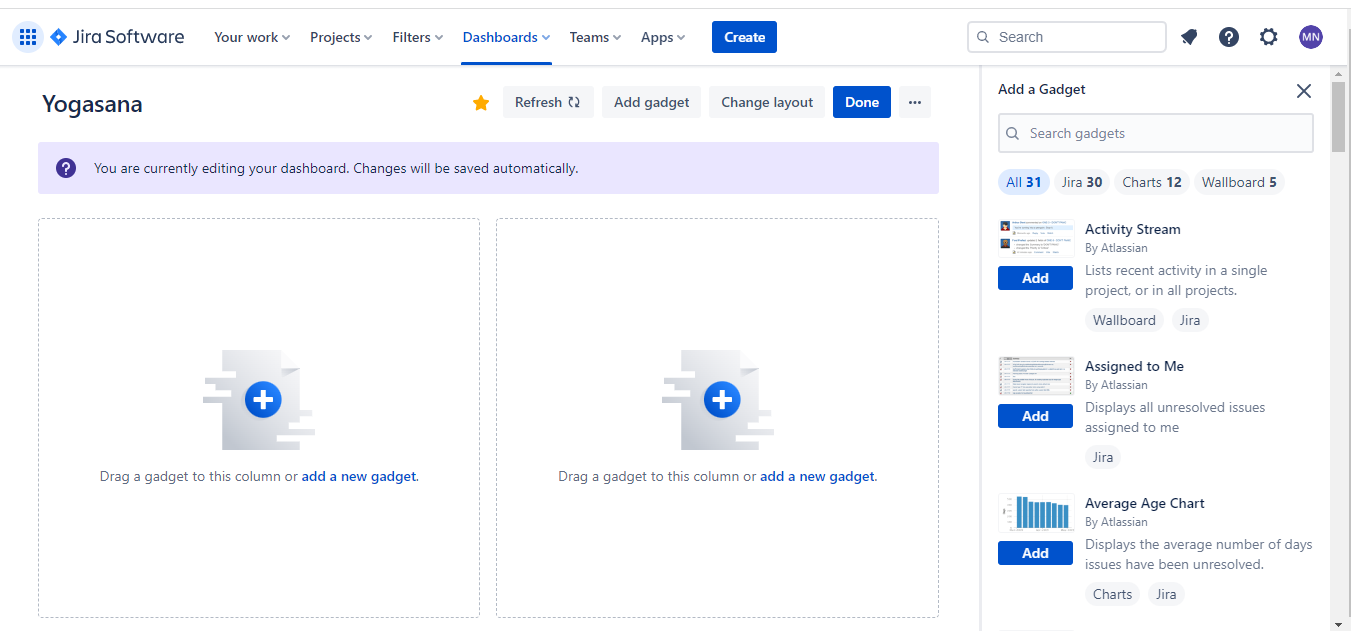 Jira Software
Your work
Projects
Filters
Dashboards
Teams
Apps
Create
Search
MN
Yogasana
Refresh
Add gadget
Change layout
Done
You are currently editing your dashboard. Changes will be saved automatically.
Drag a gadget to this column or add a new gadget.
Drag a gadget to this column or add a new gadget.
Add a Gadget
Search gadgets
All 31
Jira 30
Charts 12
Wallboard 5
Activity Stream
By Atlassian
Add
Lists recent activity in a single
project, or in all projects.
Wallboard
Jira
Assigned to Me
By Atlassian
Add
Displays all unresolved issues
assigned to me
Jira
Average Age Chart
By Atlassian
Add
Displays the average number of days
issues have been unresolved.
Charts
Jira